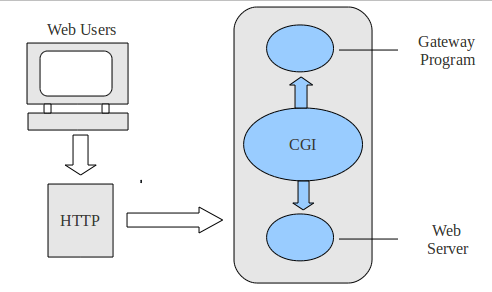 Web Users
Gateway
Program
CGI
HTTP
Web
Server